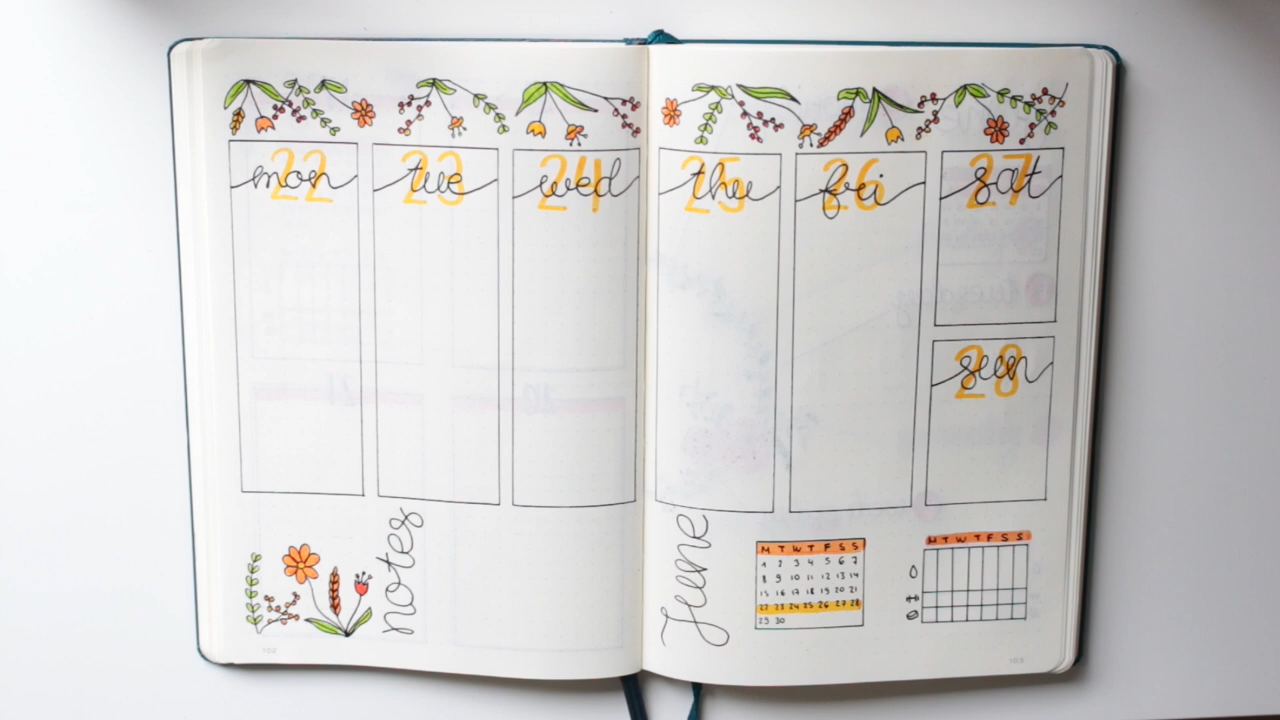 22 mon
23 tue
24 wed
25 thu
26 fri
27 sat
28 sun
notes
June
M T W T F S S
1 2 3 4 5 6 7
8 9 10 11 12 13 14
15 16 17 18 19 20 21
22 23 24 25 26 27 28
29 30
M T W T F S S
102
103